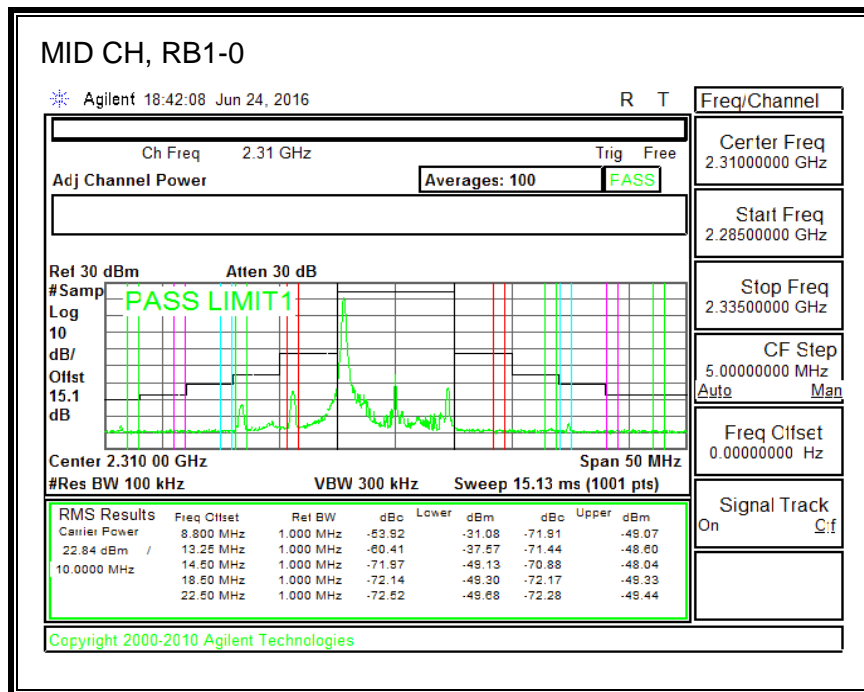 MID CH, RB1-0
Agilent 18:42:08 Jun 24, 2016 R T
Ch Freq 2.31 GHz Trig Free
Adj Channel Power Averages: 100 PASS
Ref 30 dBm Atten 30 dB
#Samp
Log
10
dB/
Offst
15.1
dB
PASS LIMIT1
Center 2.310 00 GHz Span 50 MHz
#Res BW 100 kHz VBW 300 kHz Sweep 15.13 ms (1001 pts)
RMS Results Freq Offset Ref BW dBc Lower dBm dBc Upper dBm
Carrier Power 8.800 MHz 1.000 MHz -53.92 -31.08 -71.91 -49.07
22.84 dBm / 13.25 MHz 1.000 MHz -60.41 -37.57 -71.44 -48.60
10.0000 MHz 14.50 MHz 1.000 MHz -71.97 -49.13 -70.88 -48.04
18.50 MHz 1.000 MHz -72.14 -49.30 -72.17 -49.33
22.50 MHz 1.000 MHz -72.52 -49.68 -72.28 -49.44
Copyright 2000-2010 Agilent Technologies
Freq/Channel
Center Freq
2.31000000 GHz
Start Freq
2.28500000 GHz
Stop Freq
2.33500000 GHz
CF Step
5.00000000 MHz
Auto Man
Freq Offset
0.00000000 Hz
Signal Track
On Off